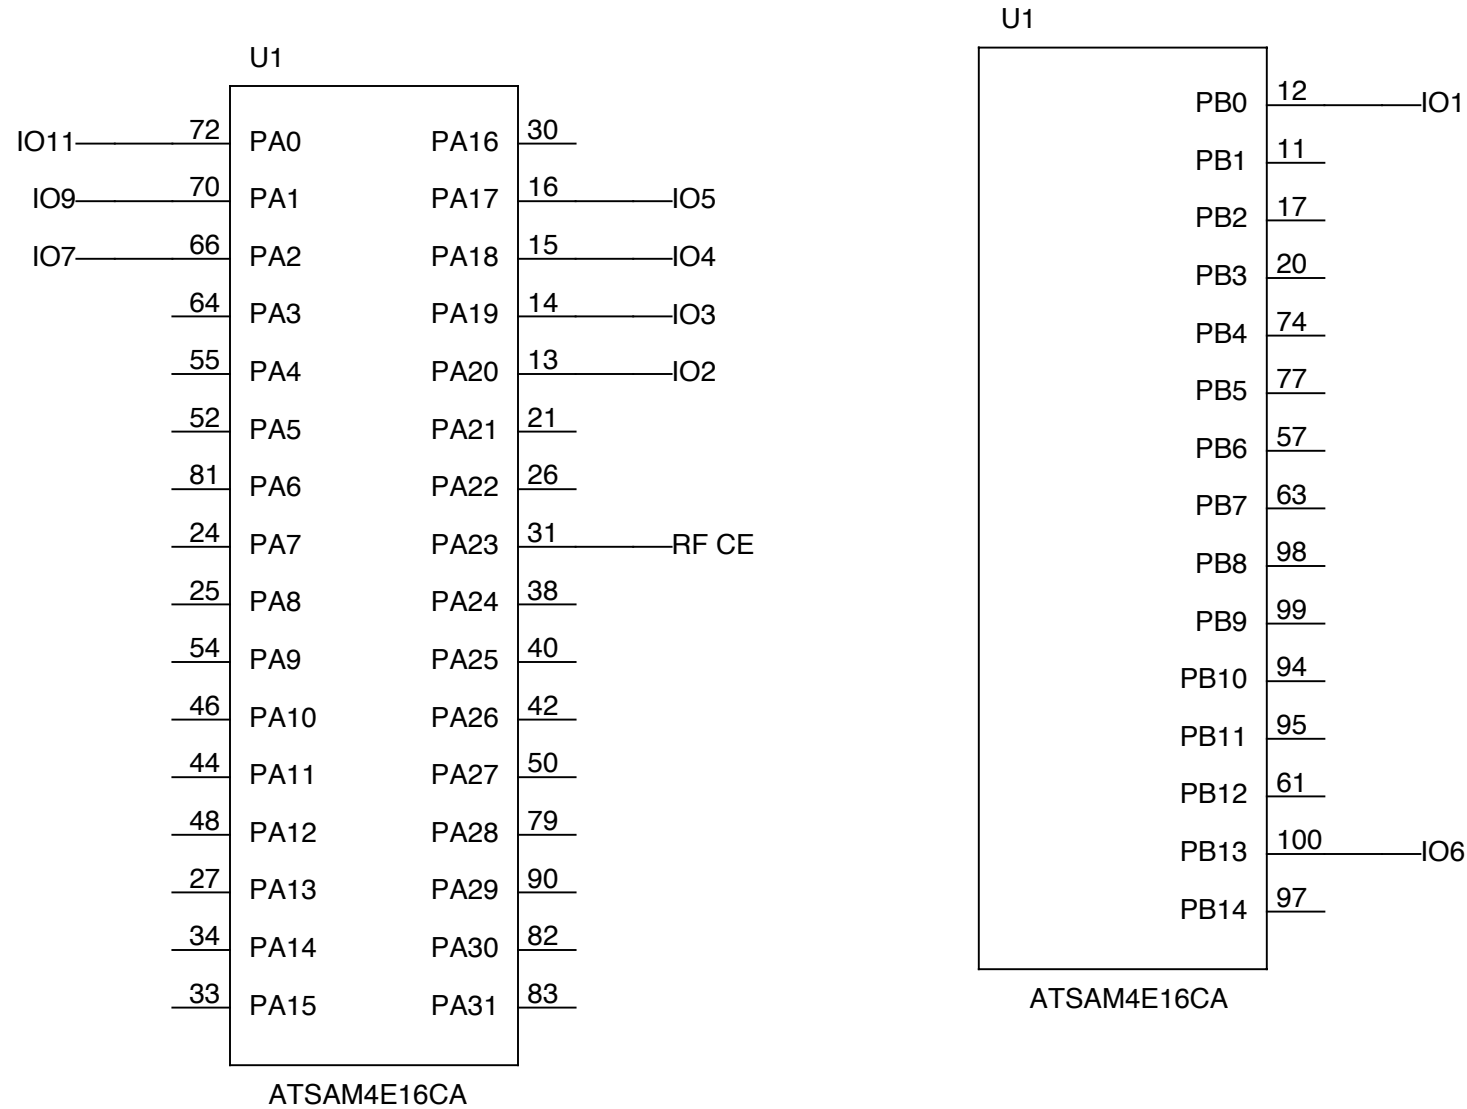 U1
IO11 72 PA0 PA16 30
IO9 70 PA1 PA17 16 IO5
IO7 66 PA2 PA18 15 IO4
64 PA3 PA19 14 IO3
55 PA4 PA20 13 IO2
52 PA5 PA21 21
81 PA6 PA22 26
24 PA7 PA23 31 RF CE
25 PA8 PA24 38
54 PA9 PA25 40
46 PA10 PA26 42
44 PA11 PA27 50
48 PA12 PA28 79
27 PA13 PA29 90
34 PA14 PA30 82
33 PA15 PA31 83
ATSAM4E16CA
U1
PB0 12 IO1
PB1 11
PB2 17
PB3 20
PB4 74
PB5 77
PB6 57
PB7 63
PB8 98
PB9 99
PB10 94
PB11 95
PB12 61
PB13 100 IO6
PB14 97
ATSAM4E16CA